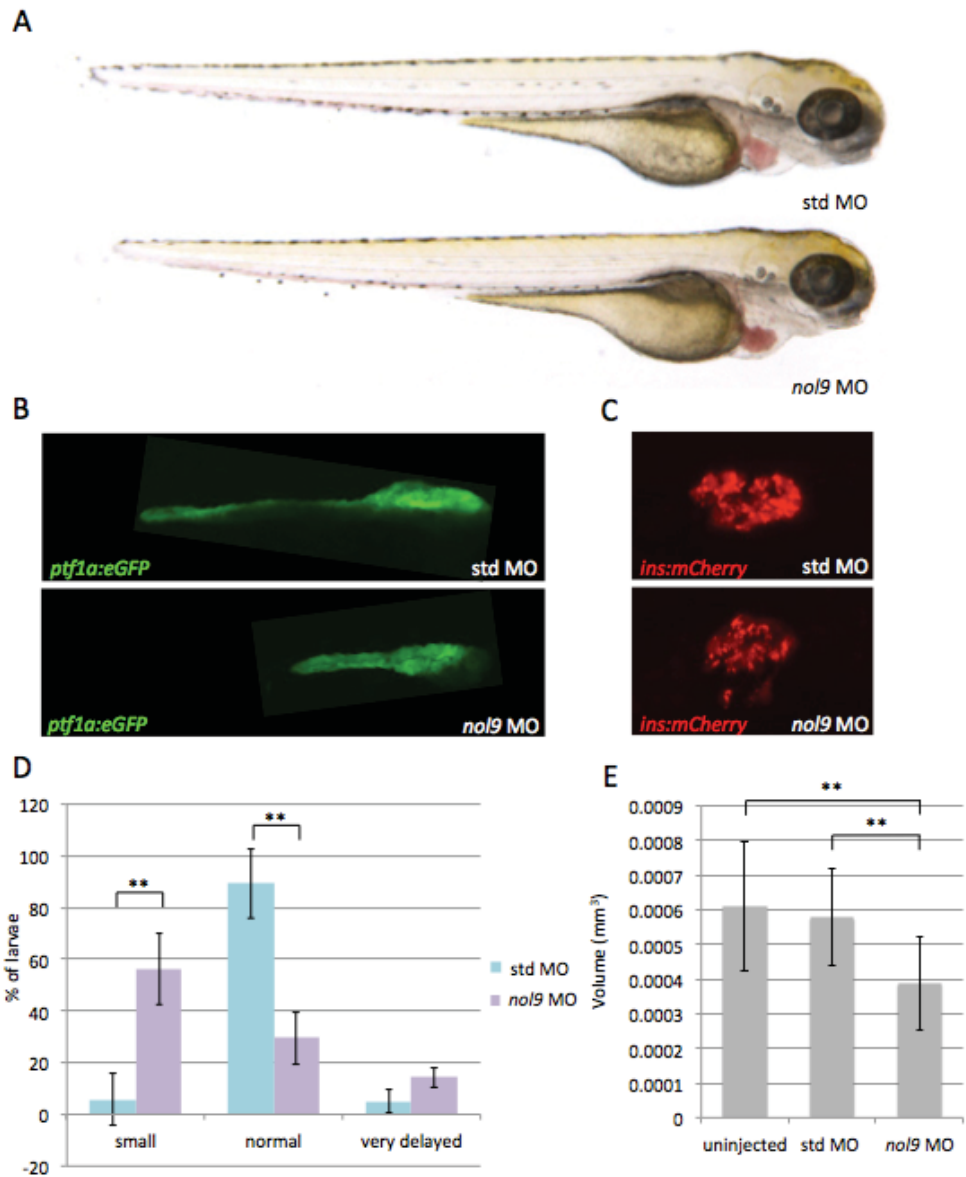 A
std MO
nol9 MO
B
C
ptf1a:eGFP
std MO
ins:mCherry
std MO
ptf1a:eGFP
nol9 MO
ins:mCherry
nol9 MO
D
120
100
80
60
40
20
0
-20
% of larvae
**
**
small
normal
very delayed
std MO
nol9 MO
E
0.0009
0.0008
0.0007
0.0006
0.0005
0.0004
0.0003
0.0002
0.0001
0
Volume (mm³)
**
**
uninjected
std MO
nol9 MO